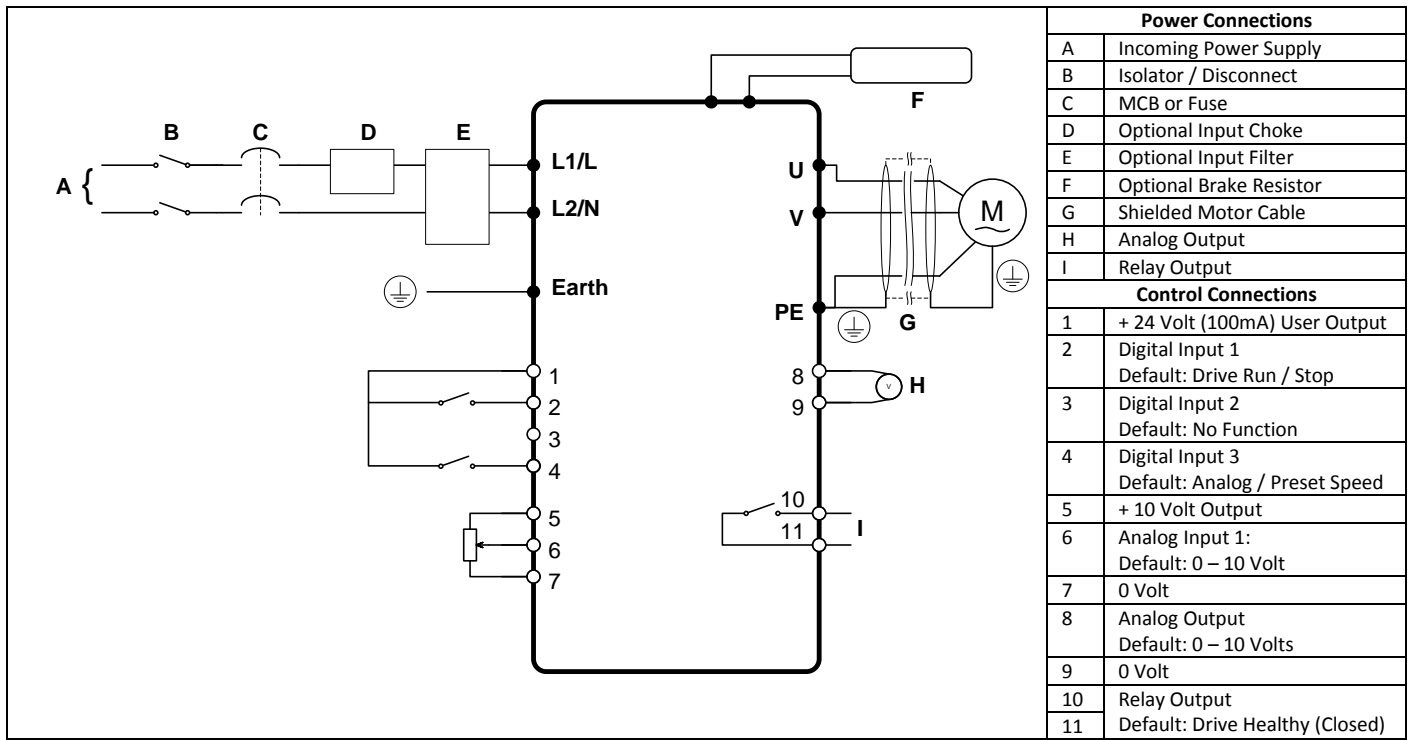 B
C
D
E
F
A {
L1/L
L2/N
Earth
U
V
PE
M
G
1
2
3
4
5
6
7
8
9
V
H
10
11
I
Power Connections
A Incoming Power Supply
B Isolator / Disconnect
C MCB or Fuse
D Optional Input Choke
E Optional Input Filter
F Optional Brake Resistor
G Shielded Motor Cable
H Analog Output
I Relay Output
Control Connections
1 + 24 Volt (100mA) User Output
2 Digital Input 1
Default: Drive Run / Stop
3 Digital Input 2
Default: No Function
4 Digital Input 3
Default: Analog / Preset Speed
5 + 10 Volt Output
6 Analog Input 1:
Default: 0 – 10 Volt
7 0 Volt
8 Analog Output
Default: 0 – 10 Volts
9 0 Volt
10 Relay Output
11 Default: Drive Healthy (Closed)